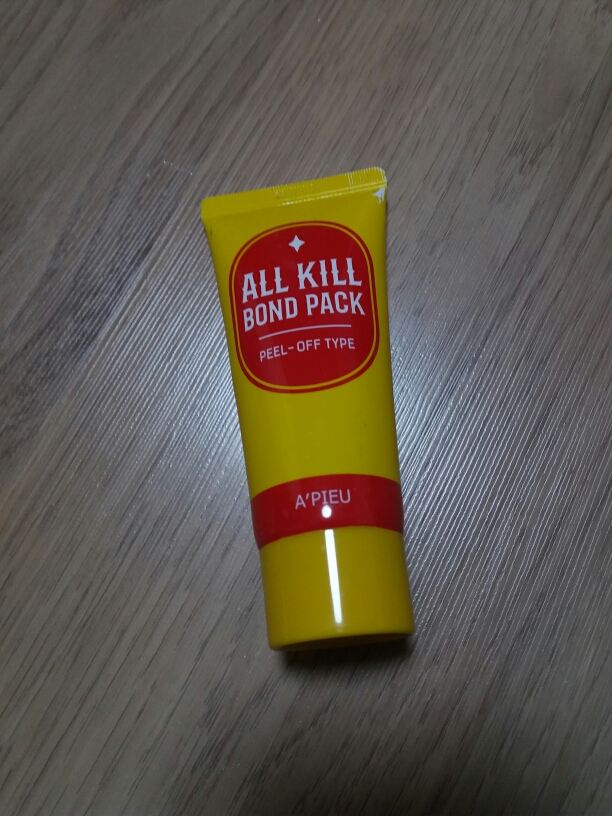 ALL KILL
BOND PACK
PEEL-OFF TYPE
A'PIEU